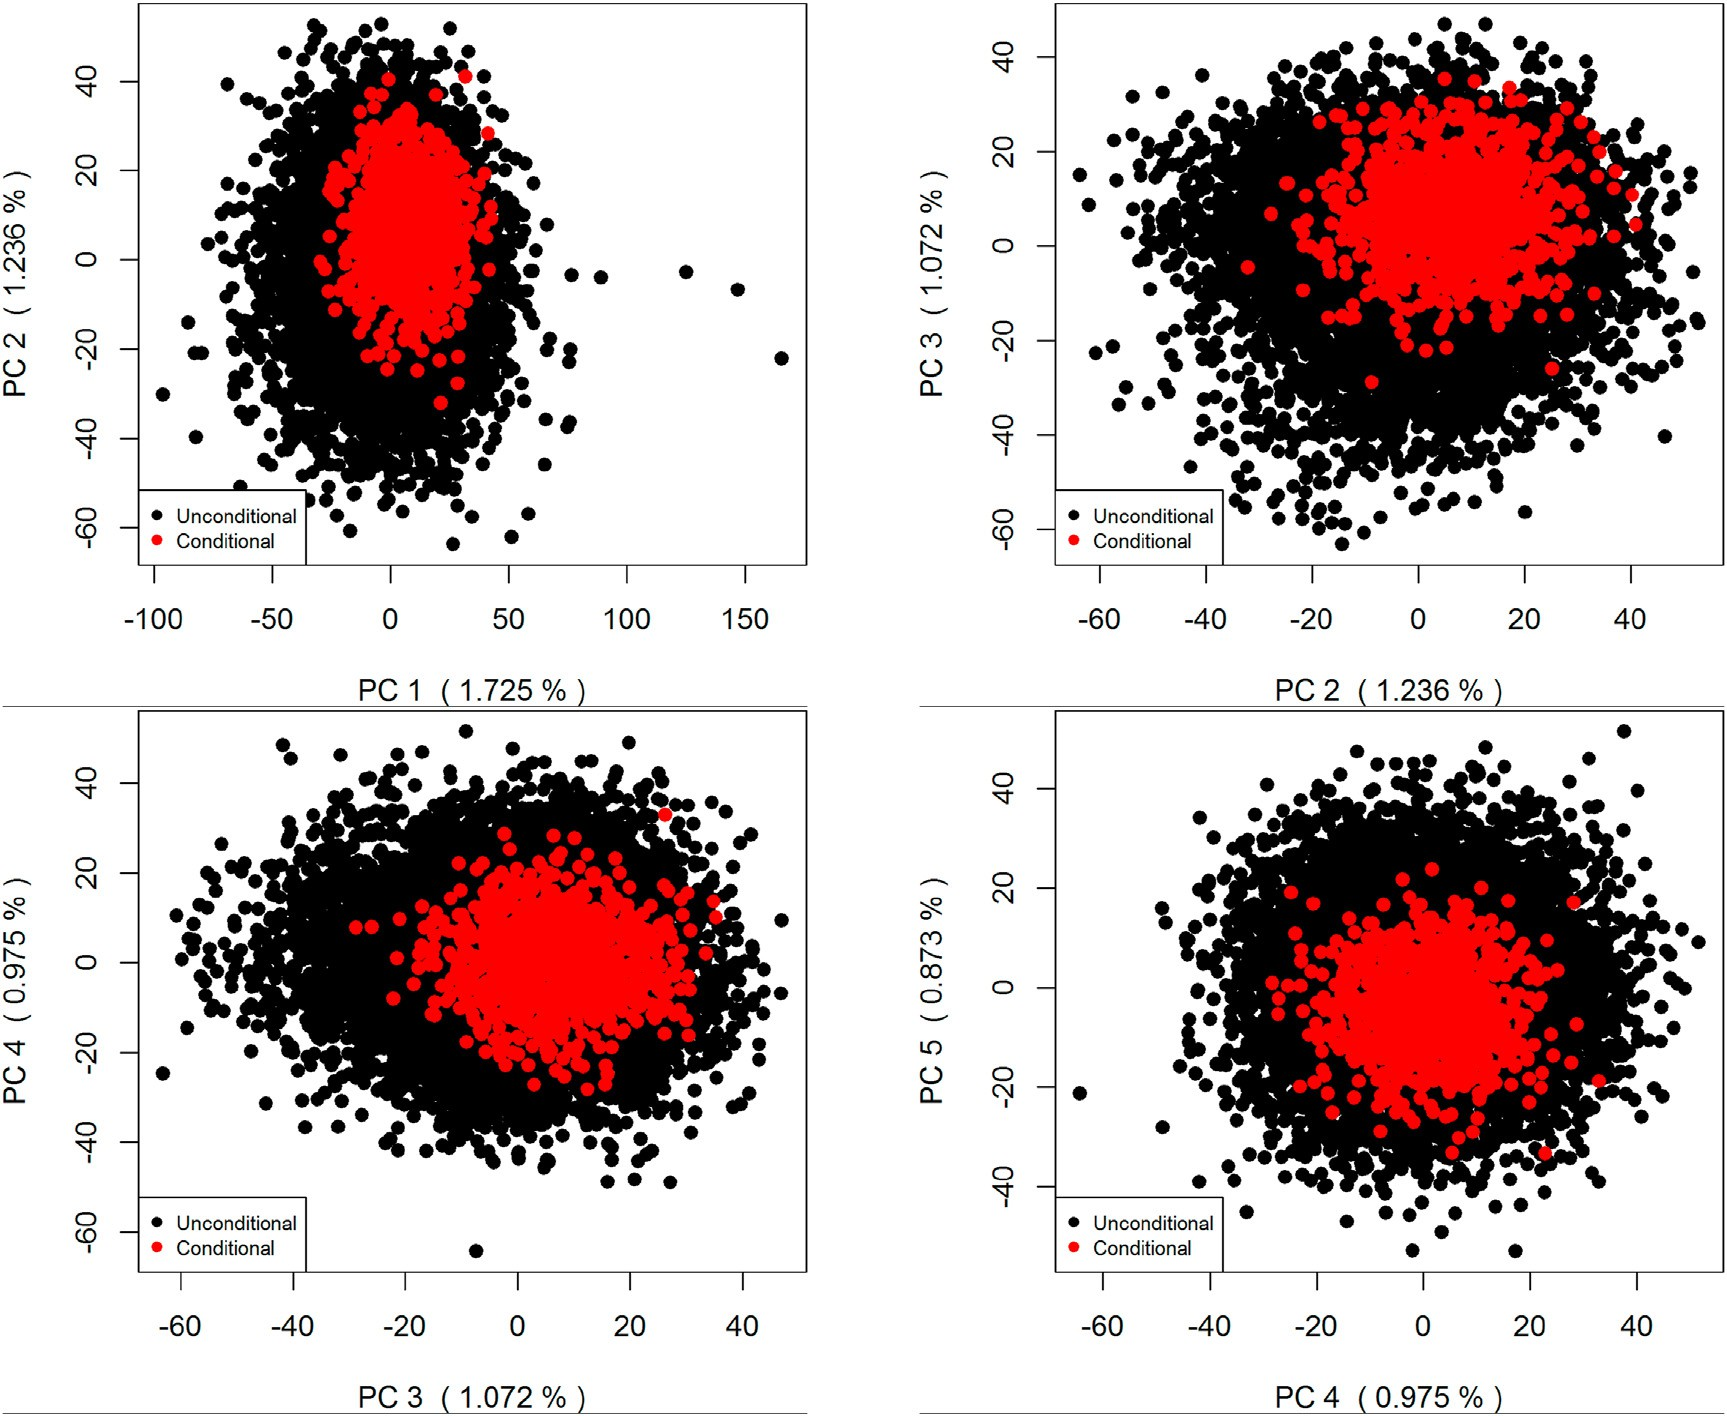 PC 2 ( 1.236 % )
40
20
0
-20
-40
-60
Unconditional
Conditional
-100 -50 0 50 100 150
PC 1 ( 1.725 % )
PC 3 ( 1.072 % )
40
20
0
-20
-40
-60
Unconditional
Conditional
-60 -40 -20 0 20 40
PC 2 ( 1.236 % )
PC 4 ( 0.975 % )
40
20
0
-20
-40
-60
Unconditional
Conditional
-60 -40 -20 0 20 40
PC 3 ( 1.072 % )
PC 5 ( 0.873 % )
40
20
0
-20
-40
Unconditional
Conditional
-60 -40 -20 0 20 40
PC 4 ( 0.975 % )